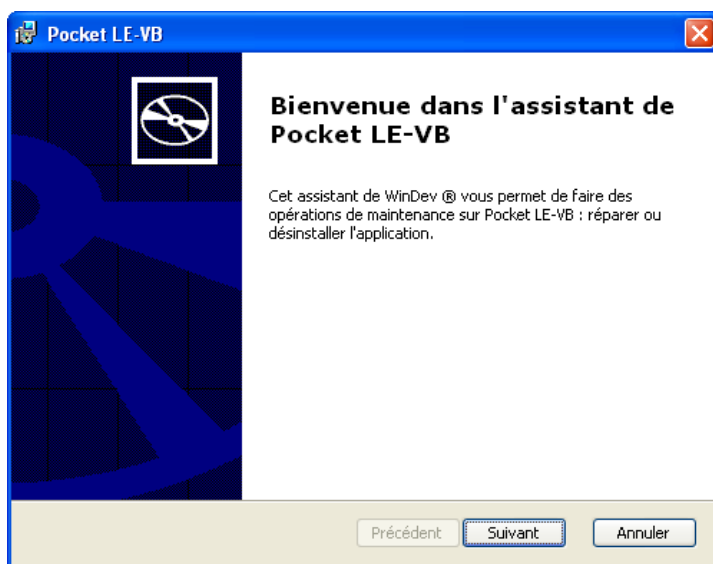 Pocket LE-VB
Bienvenue dans l'assistant de
Pocket LE-VB
Cet assistant de WinDev ® vous permet de faire des
opérations de maintenance sur Pocket LE-VB : réparer ou
désinstaller l'application.
Précédent Suivant Annuler